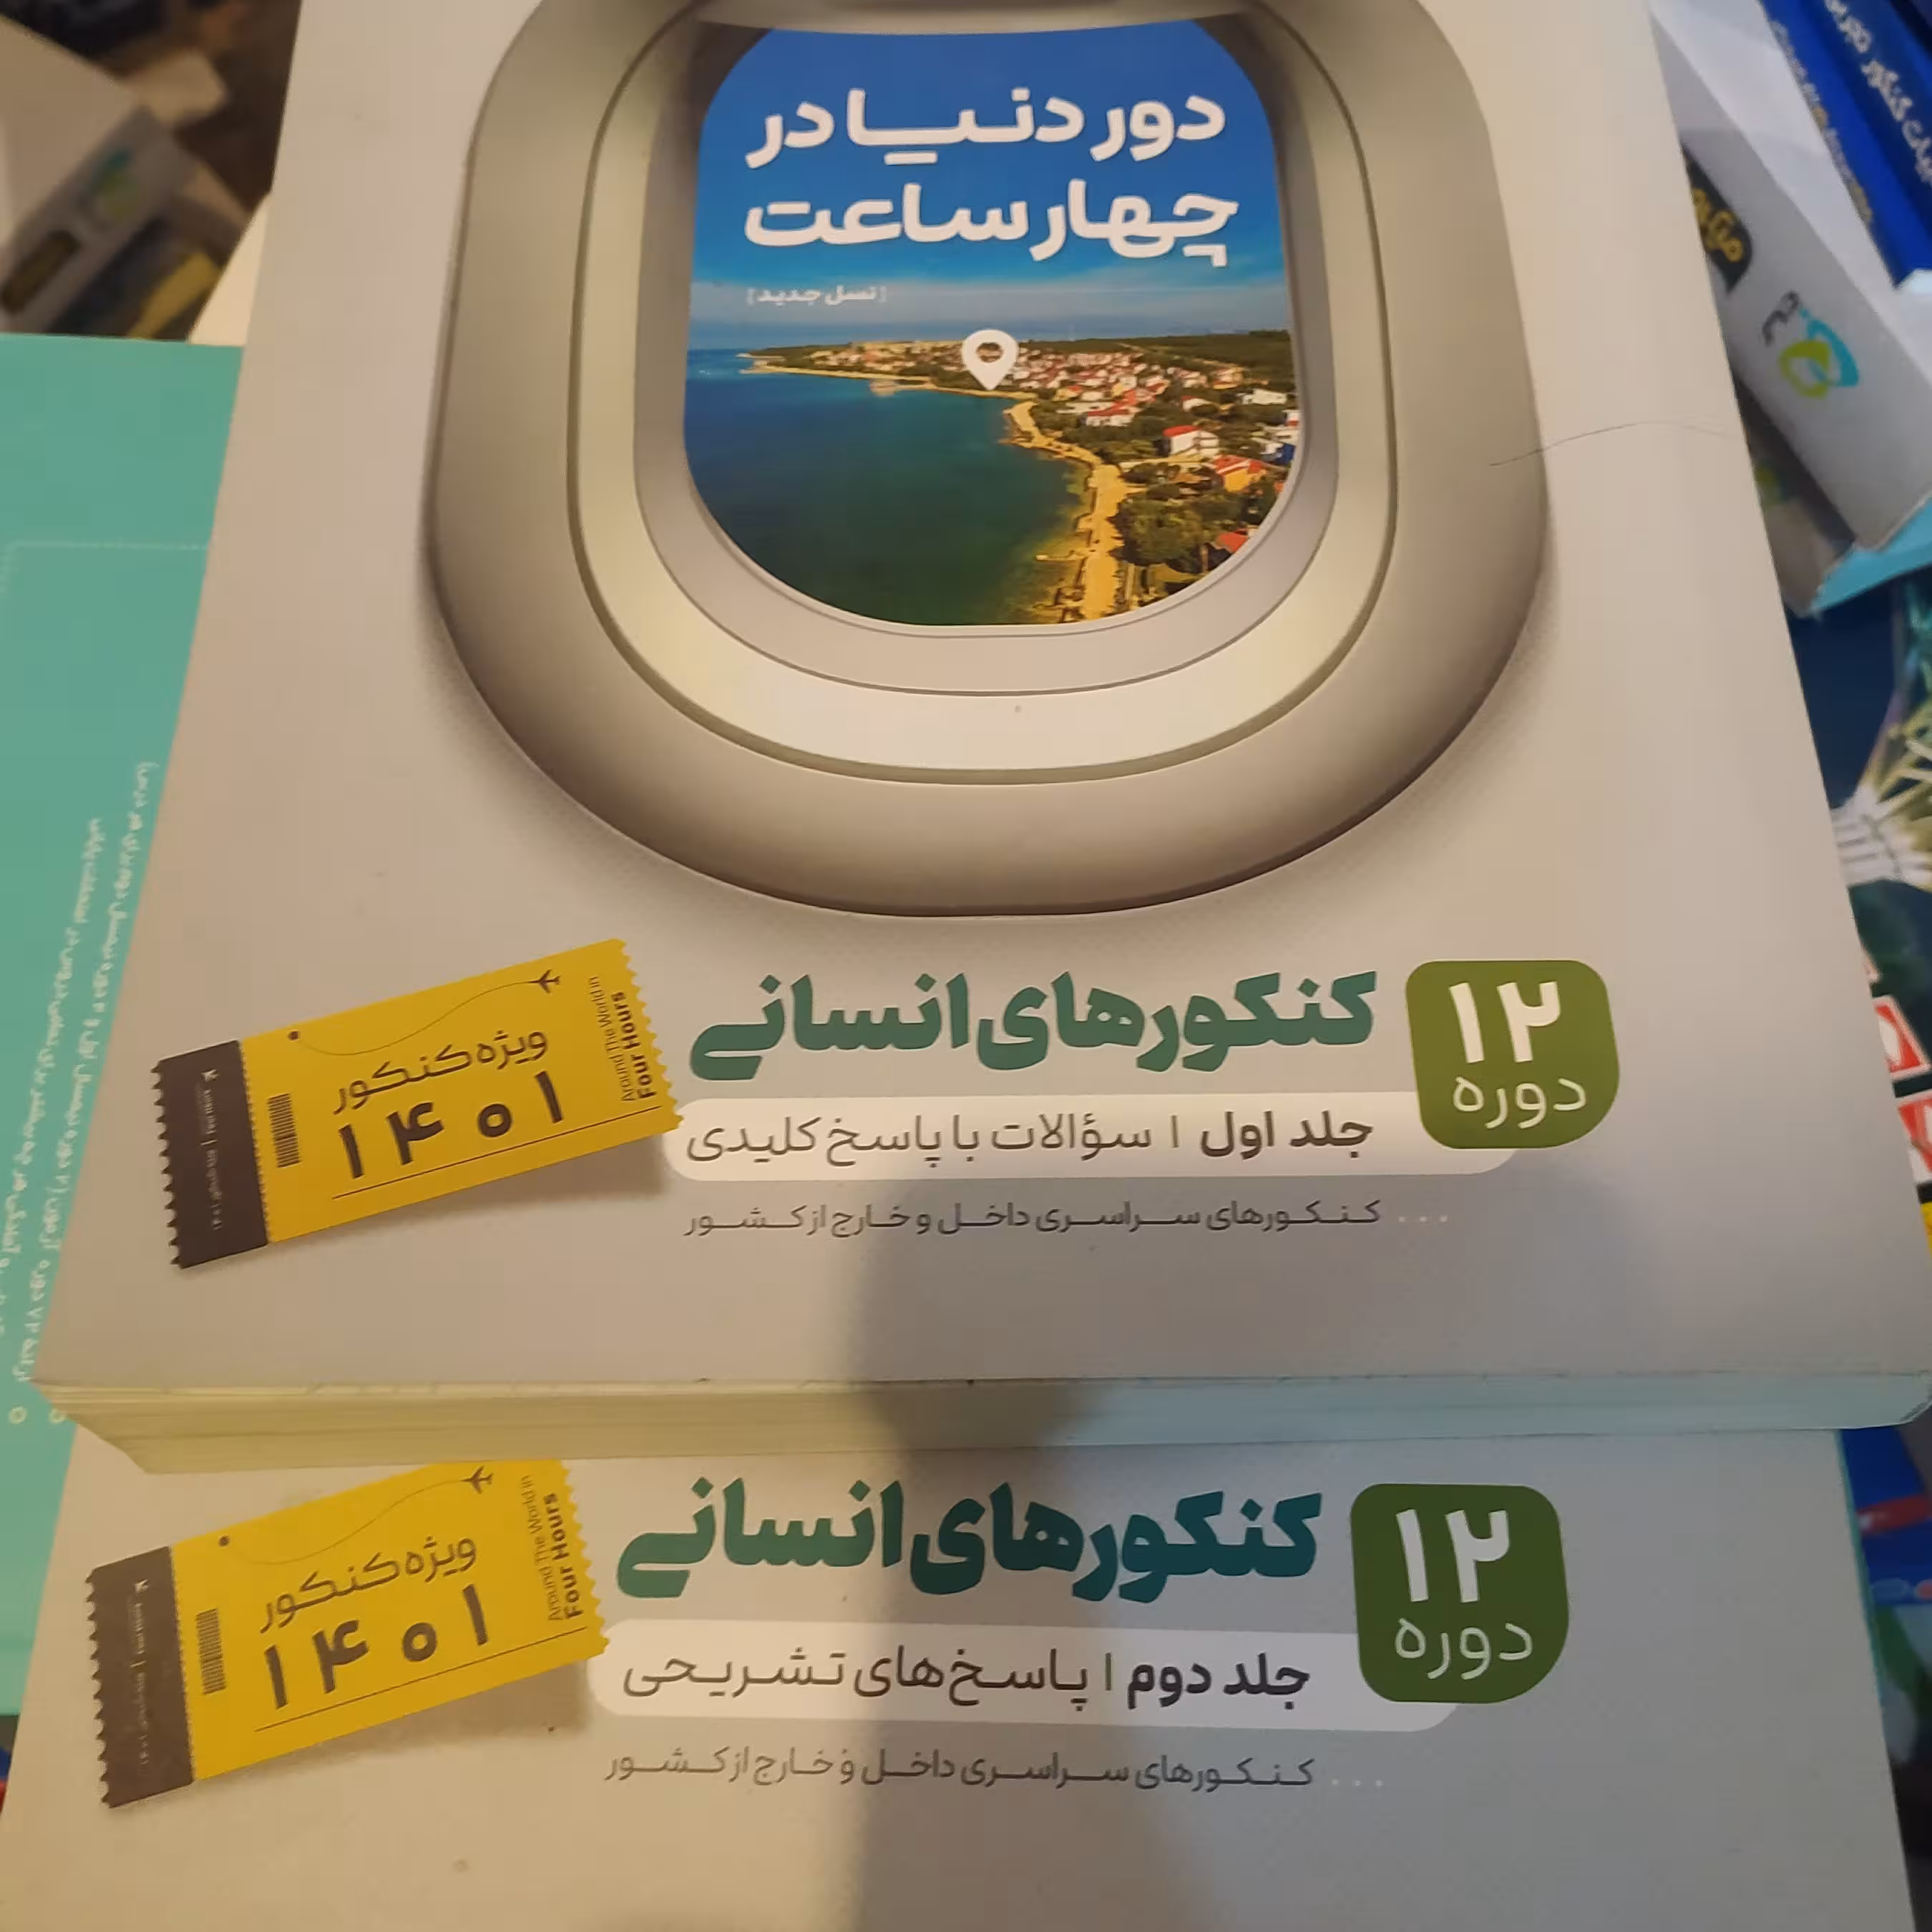 دور دنیا در
چهار ساعت
[نسل جدید]
۱۲
دوره
کنکورهای انسانی
جلد اول | سؤالات با پاسخ کلیدی
کنکورهای سراسری داخل و خارج از کشور ...
ویژه کنکور
۱۴۰۱
Around The World in
Four Hours
۱۲
دوره
کنکورهای انسانی
جلد دوم | پاسخ‌های تشریحی
کنکورهای سراسری داخل و خارج از کشور ...
ویژه کنکور
۱۴۰۱
Around The World in
Four Hours